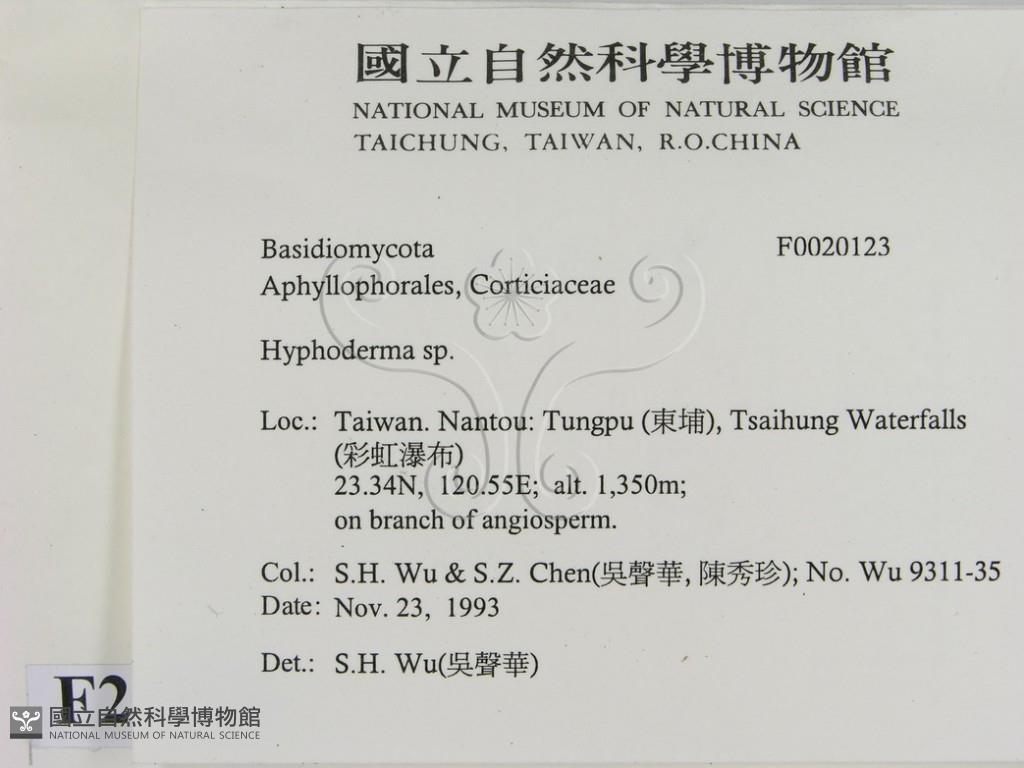 國立自然科學博物館
NATIONAL MUSEUM OF NATURAL SCIENCE
TAICHUNG, TAIWAN, R.O.CHINA
Basidiomycota F0020123
Aphyllophorales, Corticiaceae
Hyphoderma sp.
Loc.: Taiwan. Nantou: Tungpu (東埔), Tsaihung Waterfalls
(彩虹瀑布)
23.34N, 120.55E; alt. 1,350m;
on branch of angiosperm.
Col.: S.H. Wu & S.Z. Chen(吳聲華, 陳秀珍); No. Wu 9311-35
Date: Nov. 23, 1993
Det.: S.H. Wu(吳聲華)
F2
國立自然科學博物館
NATIONAL MUSEUM OF NATURAL SCIENCE